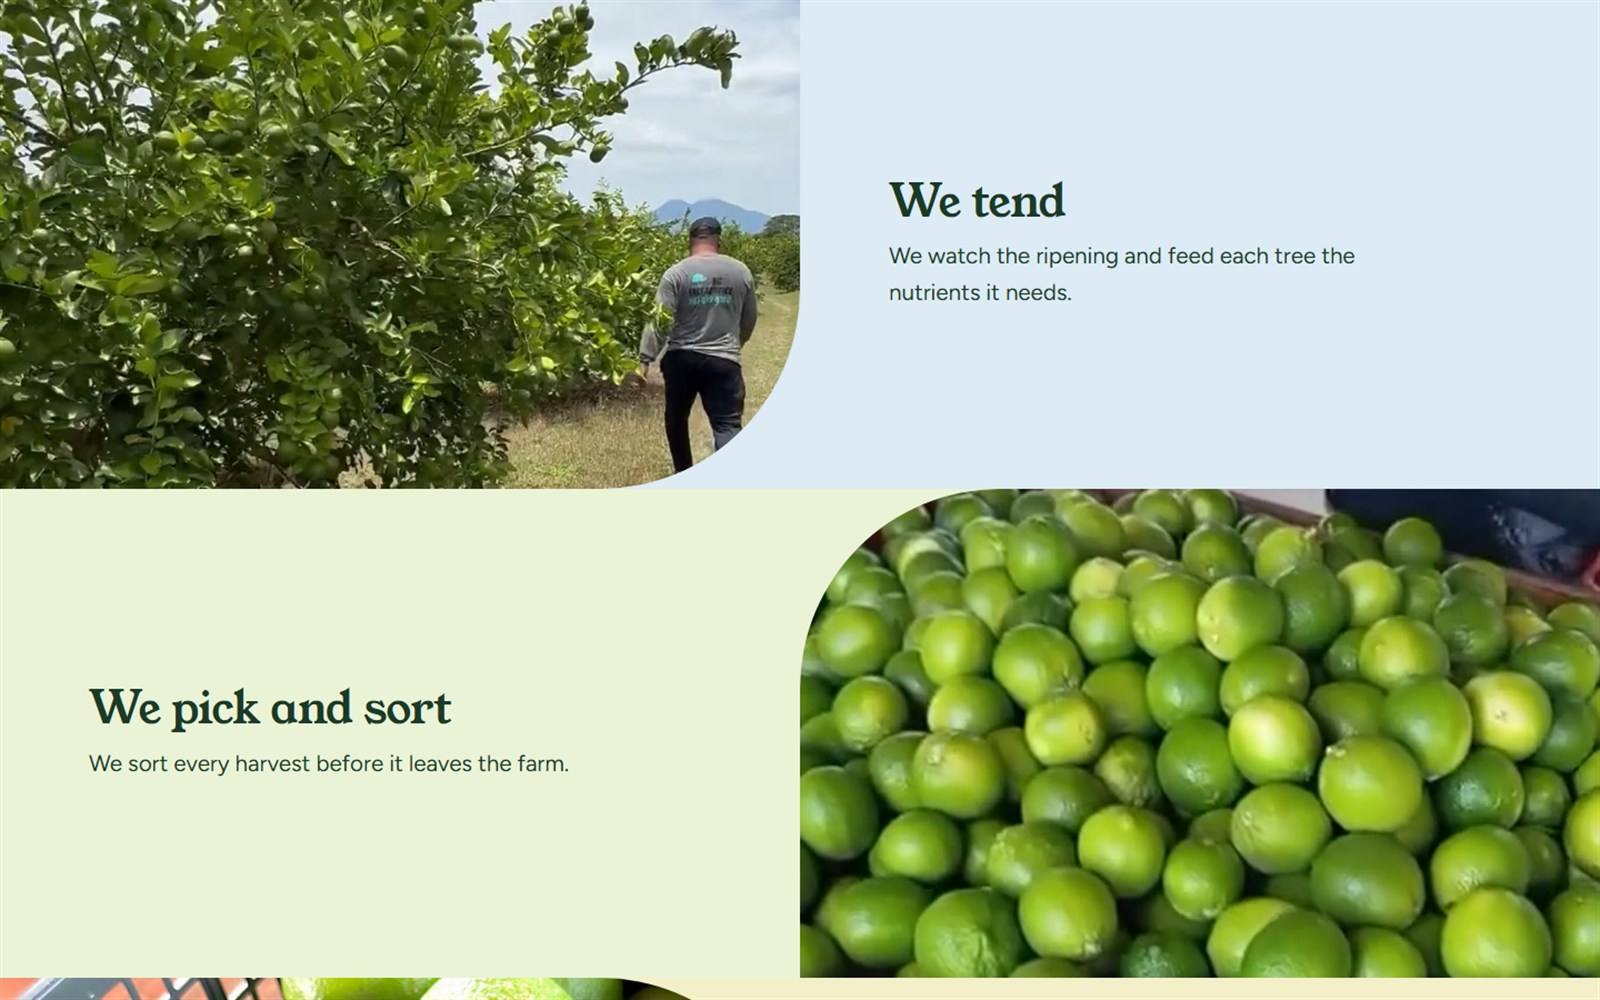 We tend
We watch the ripening and feed each tree the
nutrients it needs.
We pick and sort
We sort every harvest before it leaves the farm.